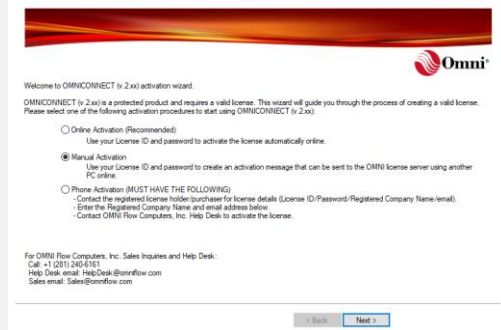 Omni
Welcome to OMNICONNECT (v.2.xx) activation wizard.
OMNICONNECT (v.2.xx) is a protected product and requires a valid license. This wizard will guide you through the process of creating a valid license.
Please select one of the following activation procedures to start using OMNICONNECT (v.2.xx):
Online Activation (Recommended)
Use your License ID and password to activate the license automatically online.
Manual Activation
Use your License ID and password to create an activation message that can be sent to the OMNI license server using another
PC online.
Phone Activation (MUST HAVE THE FOLLOWING)
- Contact the registered license holder/purchaser for license details (License ID/Password/Registered Company Name/email).
- Enter the Registered Company Name and email address below.
- Contact OMNI Flow Computers, Inc. Help Desk to activate the license.
For OMNI Flow Computers, Inc. Sales Inquiries and Help Desk:
Call: +1 (281) 240-6161
Help Desk email: HelpDesk@omniflow.com
Sales email: Sales@omniflow.com
< Back Next >